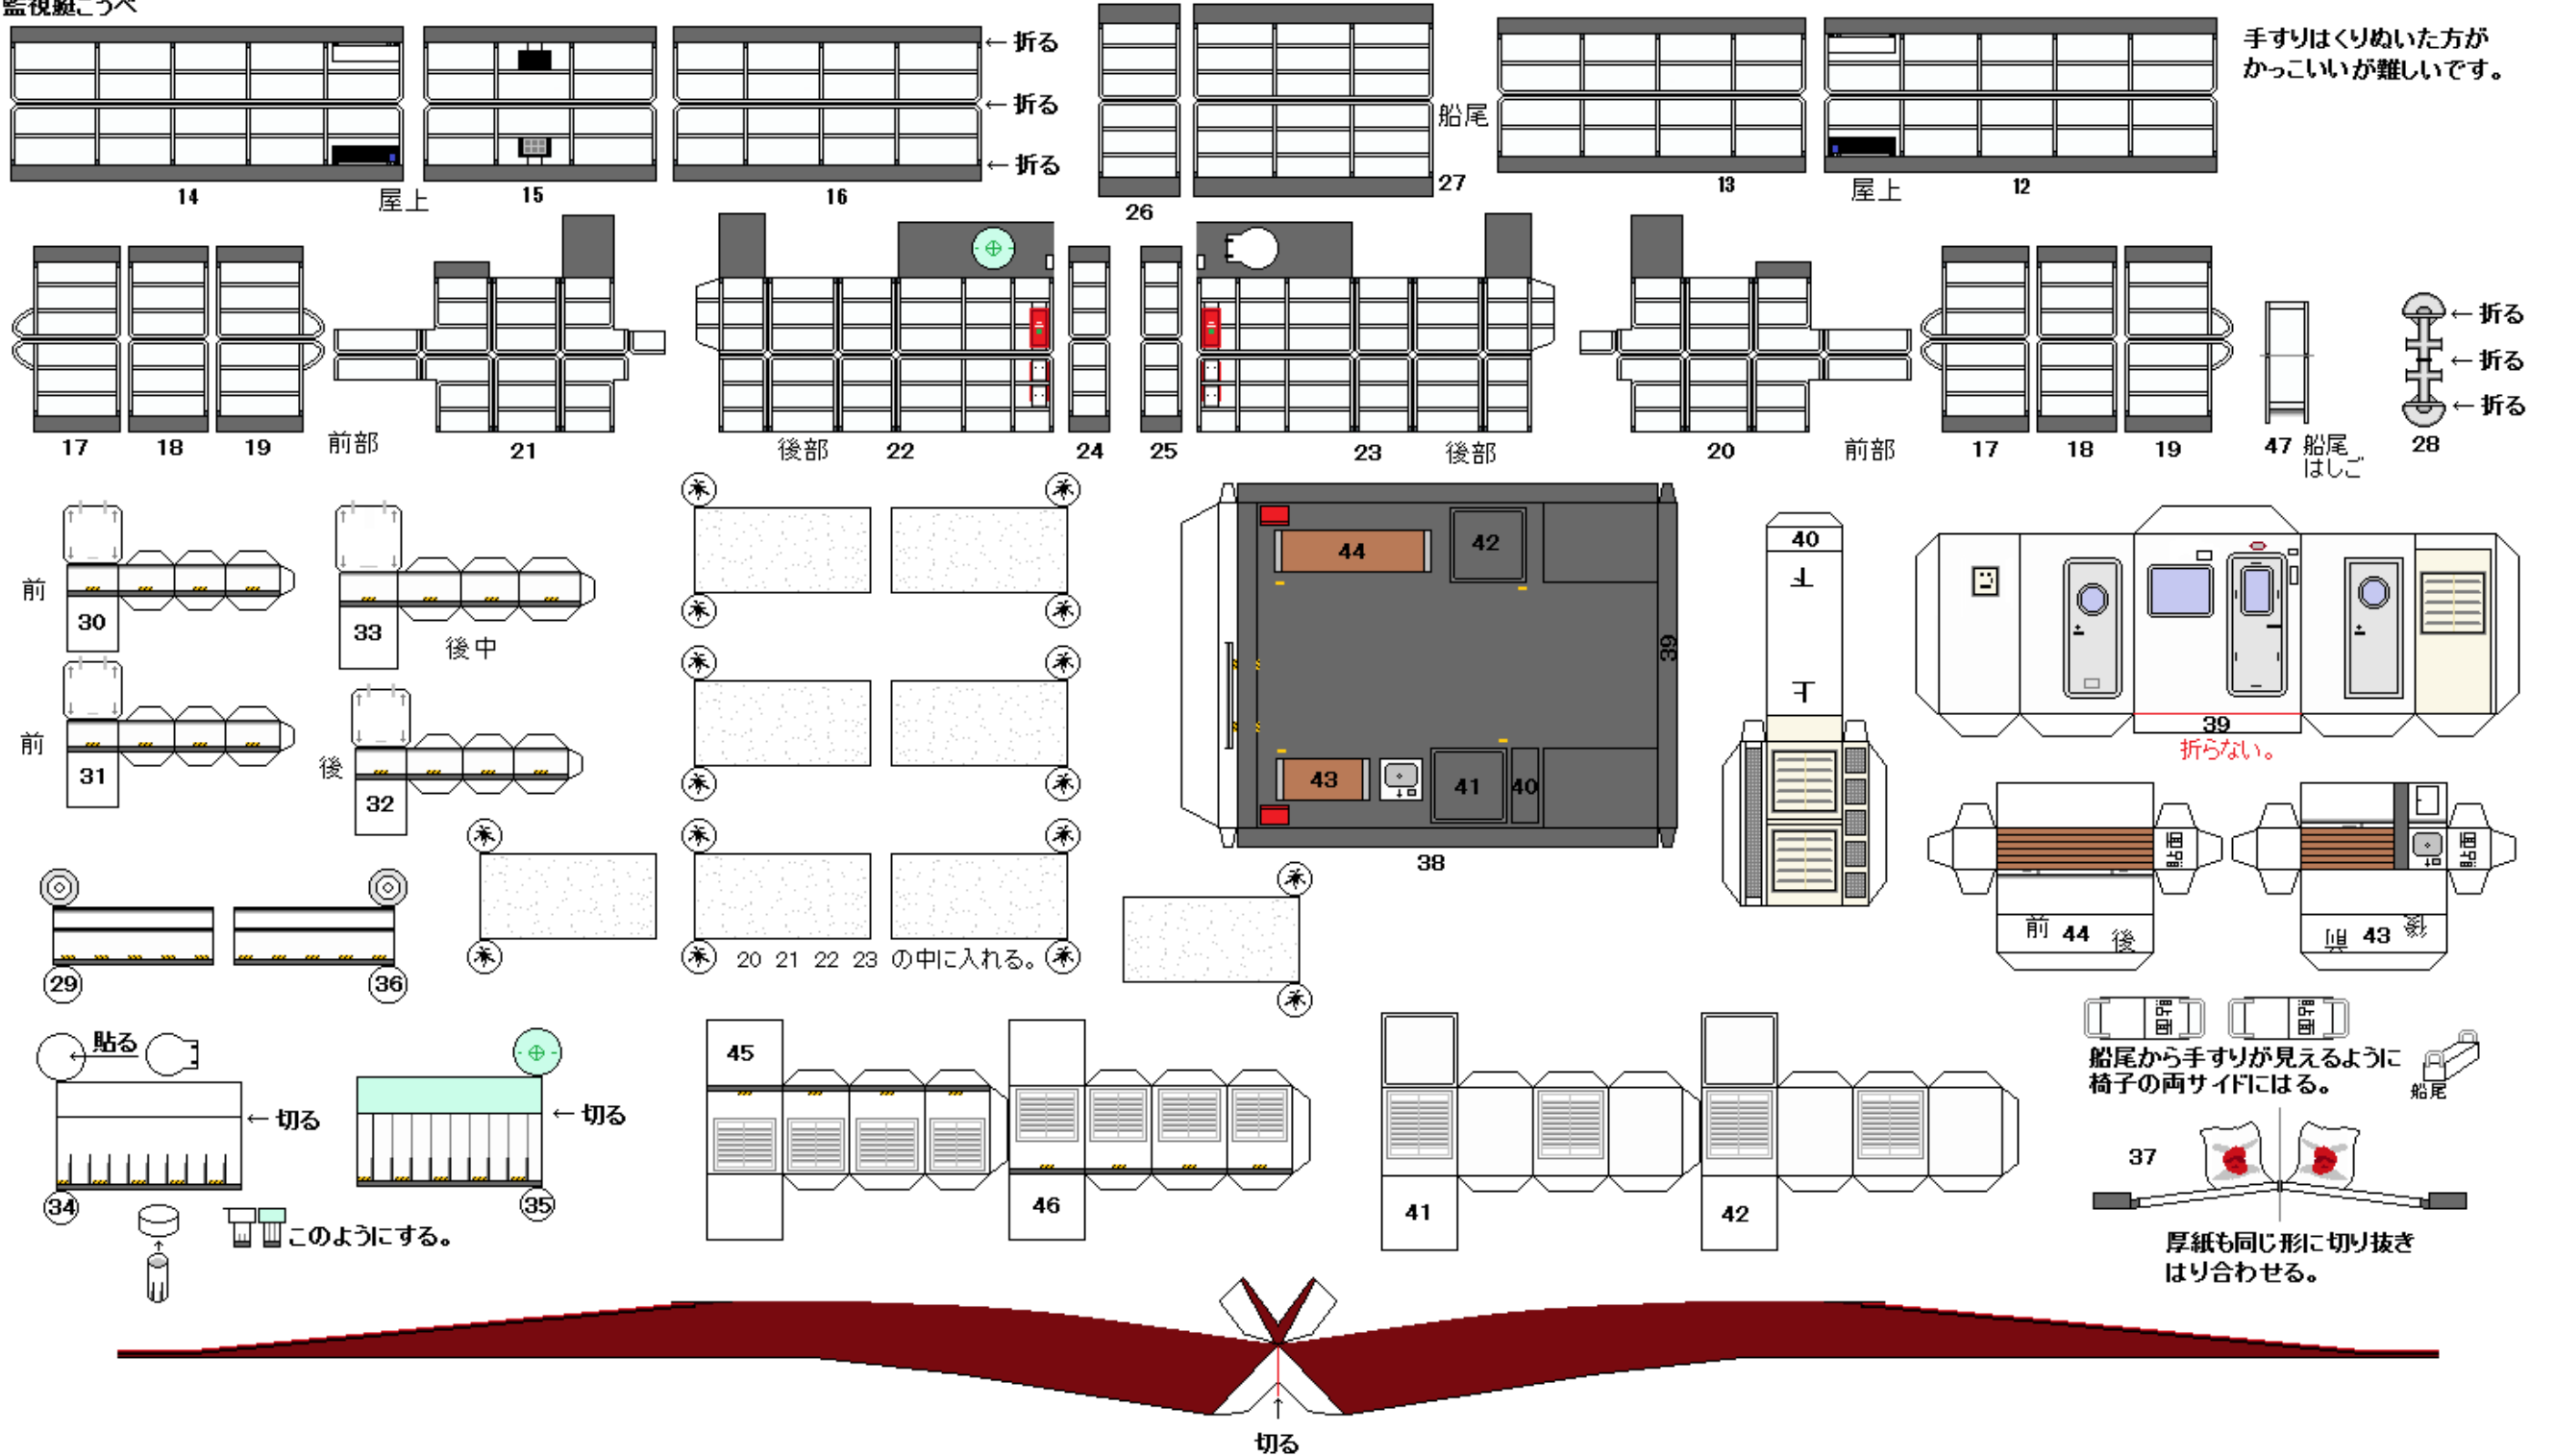 監視艇こうべ
←折る
←折る
←折る
手すりはくりぬいた方が
かっこいいが難しいです。
船尾
14
屋上
15
16
26
27
13
屋上
12
←折る
←折る
←折る
17
18
19
前部
21
後部
22
24
25
23
後部
20
前部
17
18
19
47
船尾
はしご
28
前
30
33
後中
前
31
後
32
44
42
39
43
41
40
38
40
39
折らない。
貼る面
貼る面
前 44 後
前 43 後
29
36
20 21 22 23 の中に入れる。
貼る
←切る
34
←切る
35
このようにする。
45
46
41
42
船尾から手すりが見えるように
椅子の両サイドにはる。
船尾
37
厚紙も同じ形に切り抜き
はり合わせる。
切る